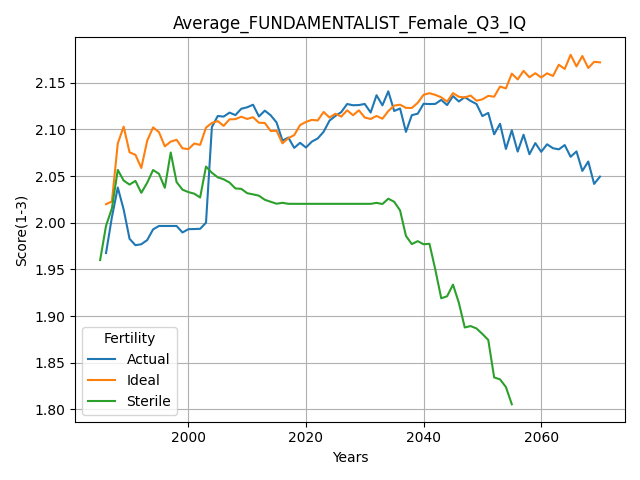 Average_FUNDAMENTALIST_Female_Q3_IQ
Score(1-3)
2.15
2.10
2.05
2.00
1.95
1.90
1.85
1.80
Fertility
Actual
Ideal
Sterile
2000
2020
2040
2060
Years